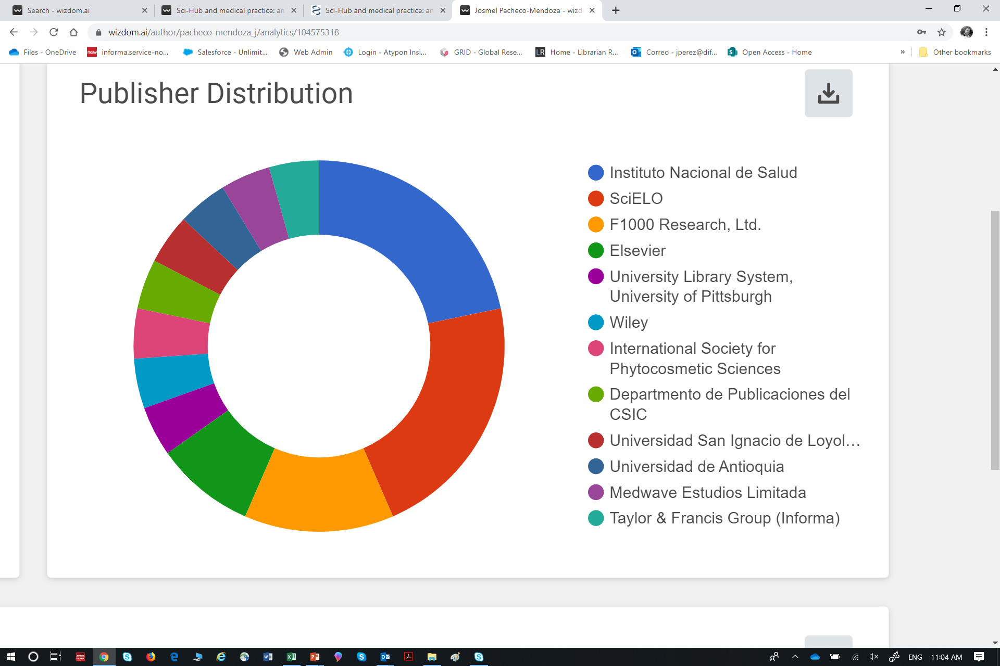 Search - wizdom.ai
Sci-Hub and medical practice: an
Sci-Hub and medical practice: an
Josmel Pacheco-Mendoza - wizd
wizdom.ai/author/pacheco-mendoza_j/analytics/104575318
Files - OneDrive
now
informa.service-no...
Salesforce - Unlimit...
Web Admin
Login - Atypon Insi...
GRID - Global Rese...
LR
Home - Librarian R...
Correo - jperez@dif...
Open Access - Home
»
Other bookmarks
Publisher Distribution
Instituto Nacional de Salud
SciELO
F1000 Research, Ltd.
Elsevier
University Library System,
University of Pittsburgh
Wiley
International Society for
Phytocosmetic Sciences
Departmento de Publicaciones del
CSIC
Universidad San Ignacio de Loyol...
Universidad de Antioquia
Medwave Estudios Limitada
Taylor & Francis Group (Informa)
ENG
11:04 AM